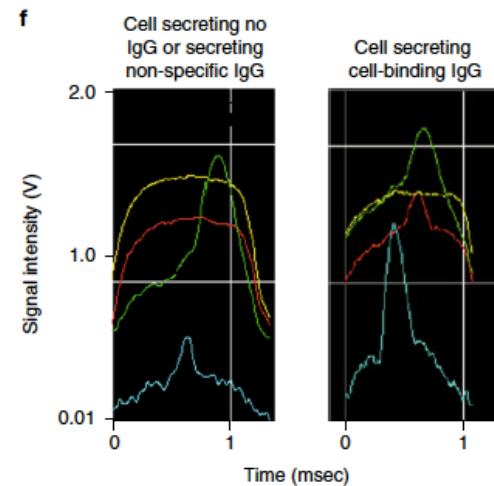 f
Cell secreting no
IgG or secreting
non-specific IgG
Cell secreting
cell-binding IgG
2.0
1.0
0.01
Signal intensity (V)
0
1
0
1
Time (msec)